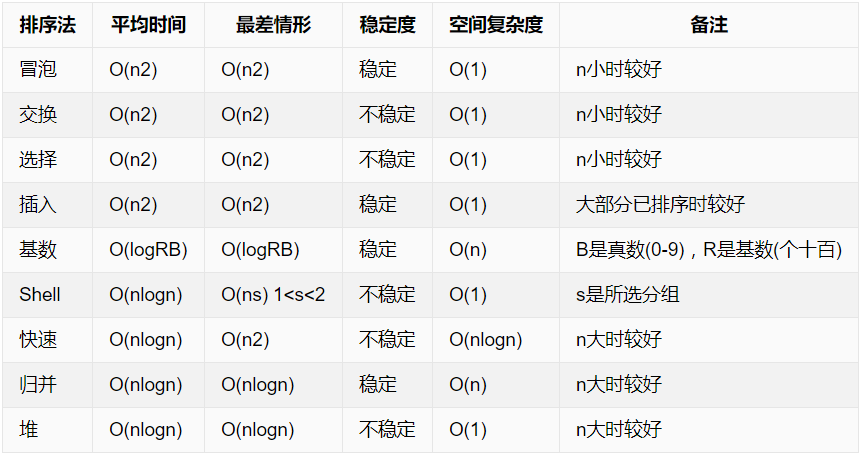 排序法 平均时间 最差情形 稳定度 空间复杂度 备注
冒泡 O(n2) O(n2) 稳定 O(1) n小时较好
交换 O(n2) O(n2) 不稳定 O(1) n小时较好
选择 O(n2) O(n2) 不稳定 O(1) n小时较好
插入 O(n2) O(n2) 稳定 O(1) 大部分已排序时较好
基数 O(logRB) O(logRB) 稳定 O(n) B是真数(0-9)，R是基数(个十百)
Shell O(nlogn) O(ns) 1<s<2 不稳定 O(1) s是所选分组
快速 O(nlogn) O(n2) 不稳定 O(nlogn) n大时较好
归并 O(nlogn) O(nlogn) 稳定 O(n) n大时较好
堆 O(nlogn) O(nlogn) 不稳定 O(1) n大时较好